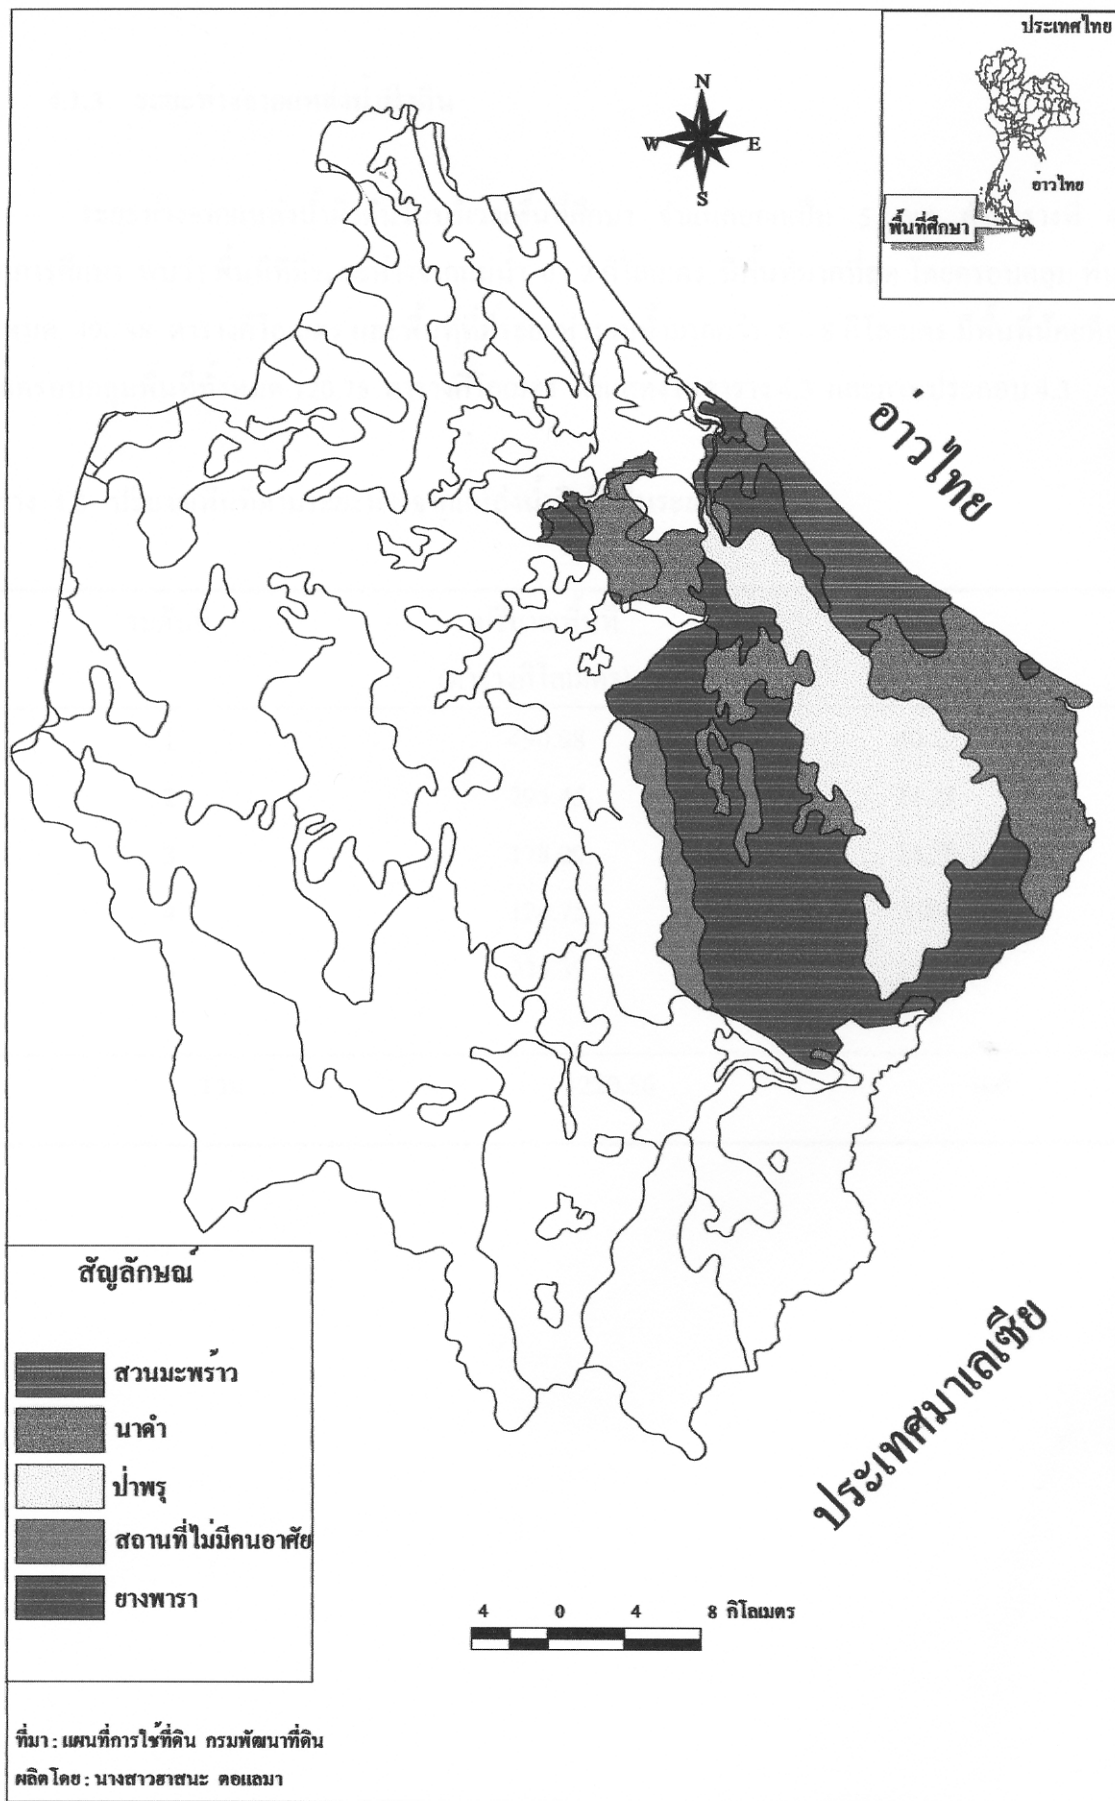 ประเทศไทย
N
W E
S
อ่าวไทย
พื้นที่ศึกษา
อ่าวไทย
ประเทศมาเลเซีย
สัญลักษณ์
สวนมะพร้าว
นาดำ
ป่าพรุ
สถานที่ไม่มีคนอาศัย
ยางพารา
4 0 4 8 กิโลเมตร
ที่มา : แผนที่การใช้ที่ดิน กรมพัฒนาที่ดิน
ผลิตโดย : นางสาวฮาสนะ ตอแลมา